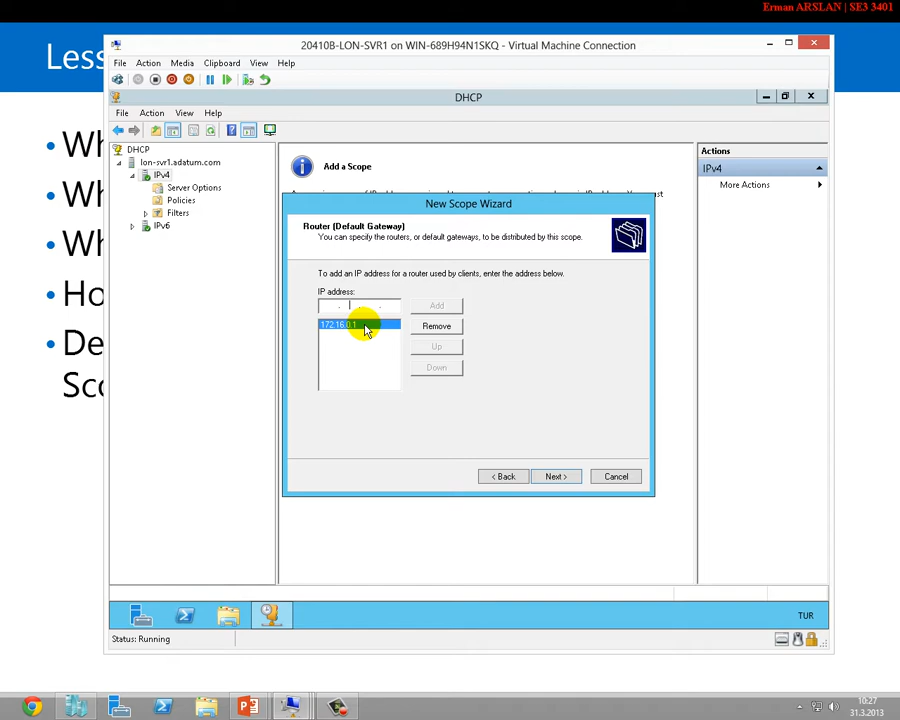 Erman ARSLAN | SE3 3401
Less
20410B-LON-SVR1 on WIN-689H94N1SKQ - Virtual Machine Connection
File Action Media Clipboard View Help
DHCP
File Action View Help
• Wh
• Wh
• Wh
• Ho
• De
Sco
DHCP
lon-svr1.adatum.com
IPv4
Server Options
Policies
Filters
IPv6
Add a Scope
Actions
IPv4
More Actions
New Scope Wizard
Router (Default Gateway)
You can specify the routers, or default gateways, to be distributed by this scope.
To add an IP address for a router used by clients, enter the address below.
IP address:
Add
172.16.0.1
Remove
Up
Down
< Back Next > Cancel
TUR
Status: Running
10:27
31.3.2013